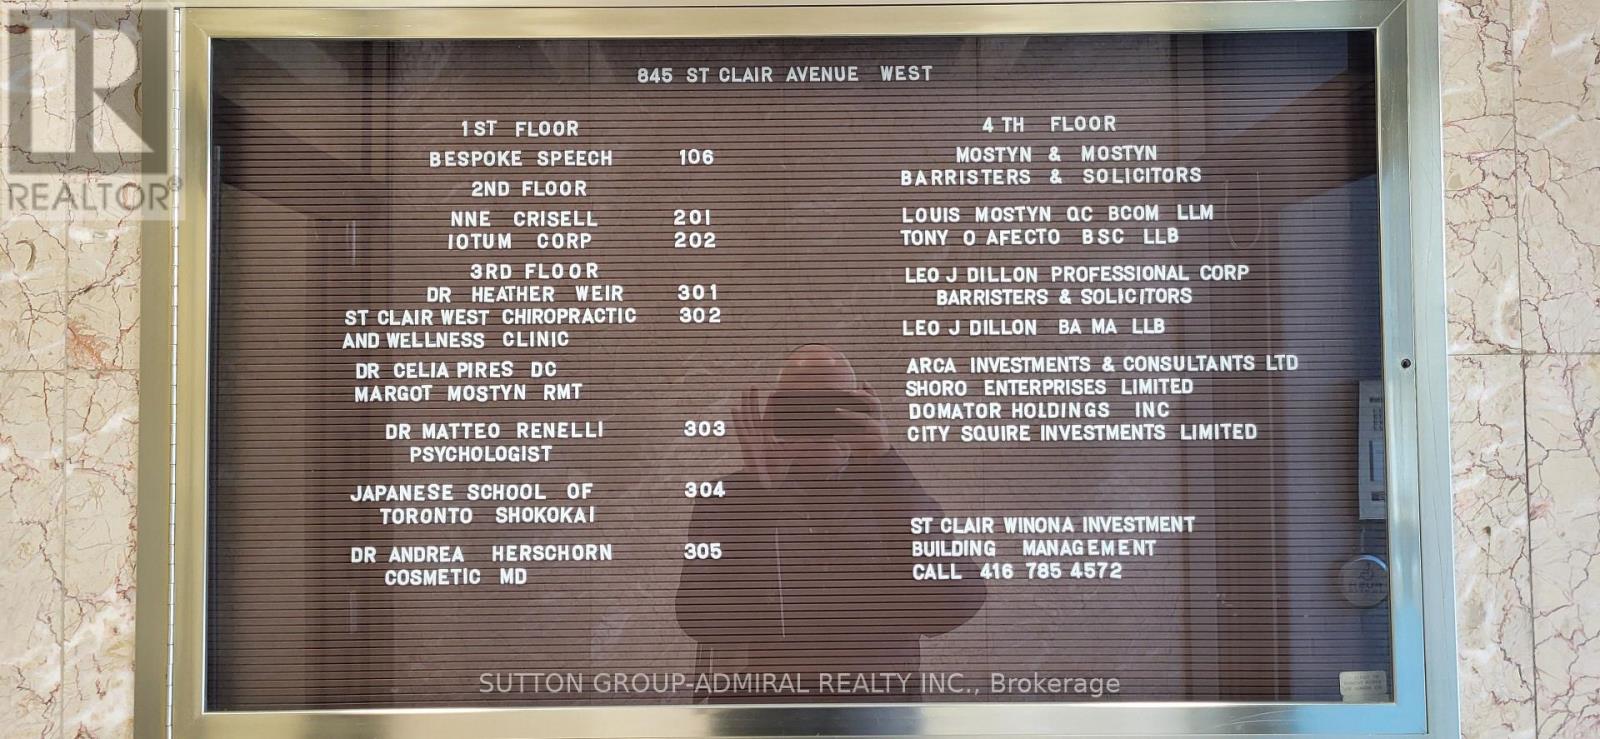 845 ST CLAIR AVENUE WEST
1ST FLOOR
BESPOKE SPEECH 106
2ND FLOOR
NNE CRISELL 201
IOTUM CORP 202
3RD FLOOR
DR HEATHER WEIR 301
ST CLAIR WEST CHIROPRACTIC 302
AND WELLNESS CLINIC
DR CELIA PIRES DC
MARGOT MOSTYN RMT
DR MATTEO RENELLI 303
PSYCHOLOGIST
JAPANESE SCHOOL OF 304
TORONTO SHOKOKAI
DR ANDREA HERSCHORN 305
COSMETIC MD
4TH FLOOR
MOSTYN & MOSTYN
BARRISTERS & SOLICITORS
LOUIS MOSTYN QC BCOM LLM
TONY O AFECTO BSC LLB
LEO J DILLON PROFESSIONAL CORP
BARRISTERS & SOLICITORS
LEO J DILLON BA MA LLB
ARCA INVESTMENTS & CONSULTANTS LTD
SHORO ENTERPRISES LIMITED
DOMATOR HOLDINGS INC
CITY SQUIRE INVESTMENTS LIMITED
ST CLAIR WINONA INVESTMENT
BUILDING MANAGEMENT
CALL 416 785 4572
R
REALTOR®
SUTTON GROUP-ADMIRAL REALTY INC., Brokerage